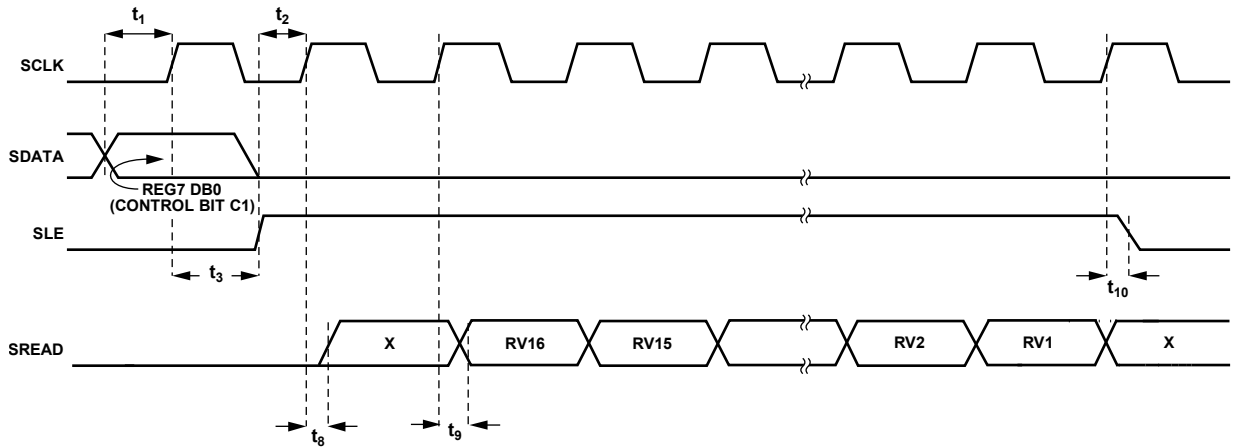 t1 t2
SCLK
SDATA
REG7 DB0
(CONTROL BIT C1)
SLE
t3
t10
SREAD X RV16 RV15 RV2 RV1 X
t8 t9